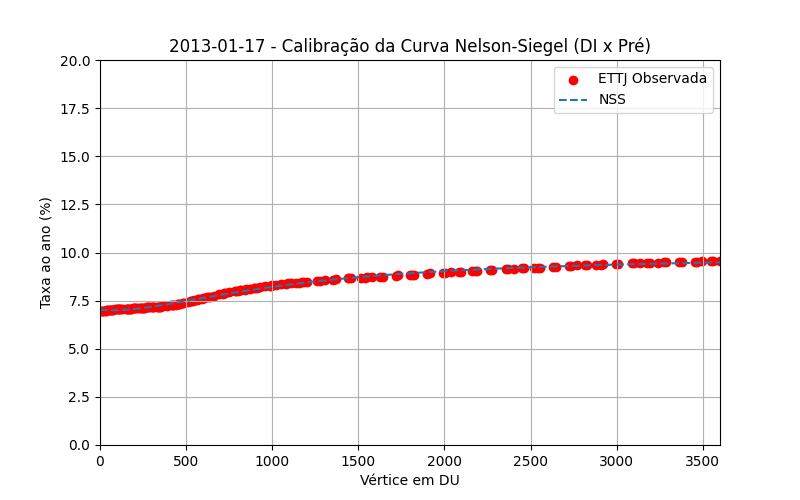 2013-01-17 - Calibração da Curva Nelson-Siegel (DI x Pré)
ETTJ Observada
NSS
Taxa ao ano (%)
20.0
17.5
15.0
12.5
10.0
7.5
5.0
2.5
0.0
0 500 1000 1500 2000 2500 3000 3500
Vértice em DU